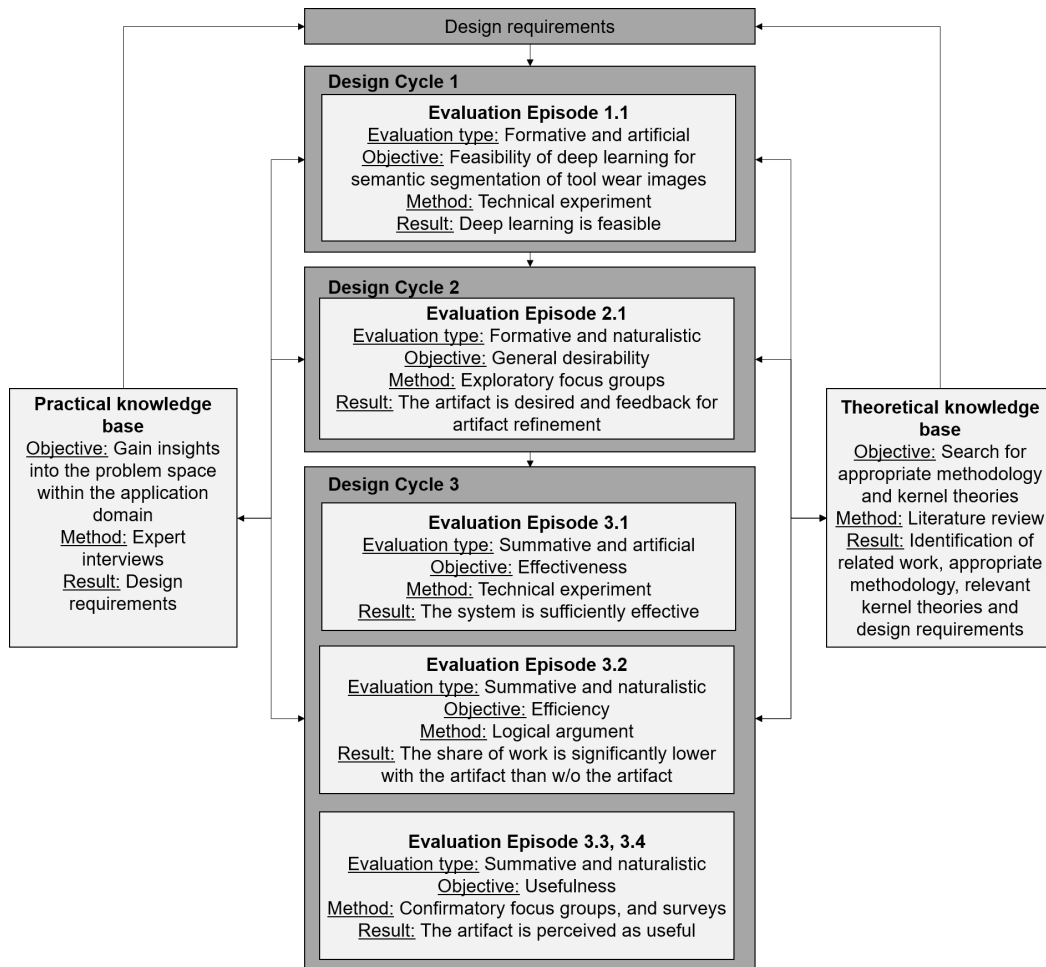 Design requirements
Design Cycle 1
Evaluation Episode 1.1
Evaluation type: Formative and artificial
Objective: Feasibility of deep learning for
semantic segmentation of tool wear images
Method: Technical experiment
Result: Deep learning is feasible
Design Cycle 2
Evaluation Episode 2.1
Evaluation type: Formative and naturalistic
Objective: General desirability
Method: Exploratory focus groups
Result: The artifact is desired and feedback for
artifact refinement
Practical knowledge
base
Objective: Gain insights
into the problem space
within the application
domain
Method: Expert
interviews
Result: Design
requirements
Theoretical knowledge
base
Objective: Search for
appropriate methodology
and kernel theories
Method: Literature review
Result: Identification of
related work, appropriate
methodology, relevant
kernel theories and
design requirements
Design Cycle 3
Evaluation Episode 3.1
Evaluation type: Summative and artificial
Objective: Effectiveness
Method: Technical experiment
Result: The system is sufficiently effective
Evaluation Episode 3.2
Evaluation type: Summative and naturalistic
Objective: Efficiency
Method: Logical argument
Result: The share of work is significantly lower
with the artifact than w/o the artifact
Evaluation Episode 3.3, 3.4
Evaluation type: Summative and naturalistic
Objective: Usefulness
Method: Confirmatory focus groups, and surveys
Result: The artifact is perceived as useful